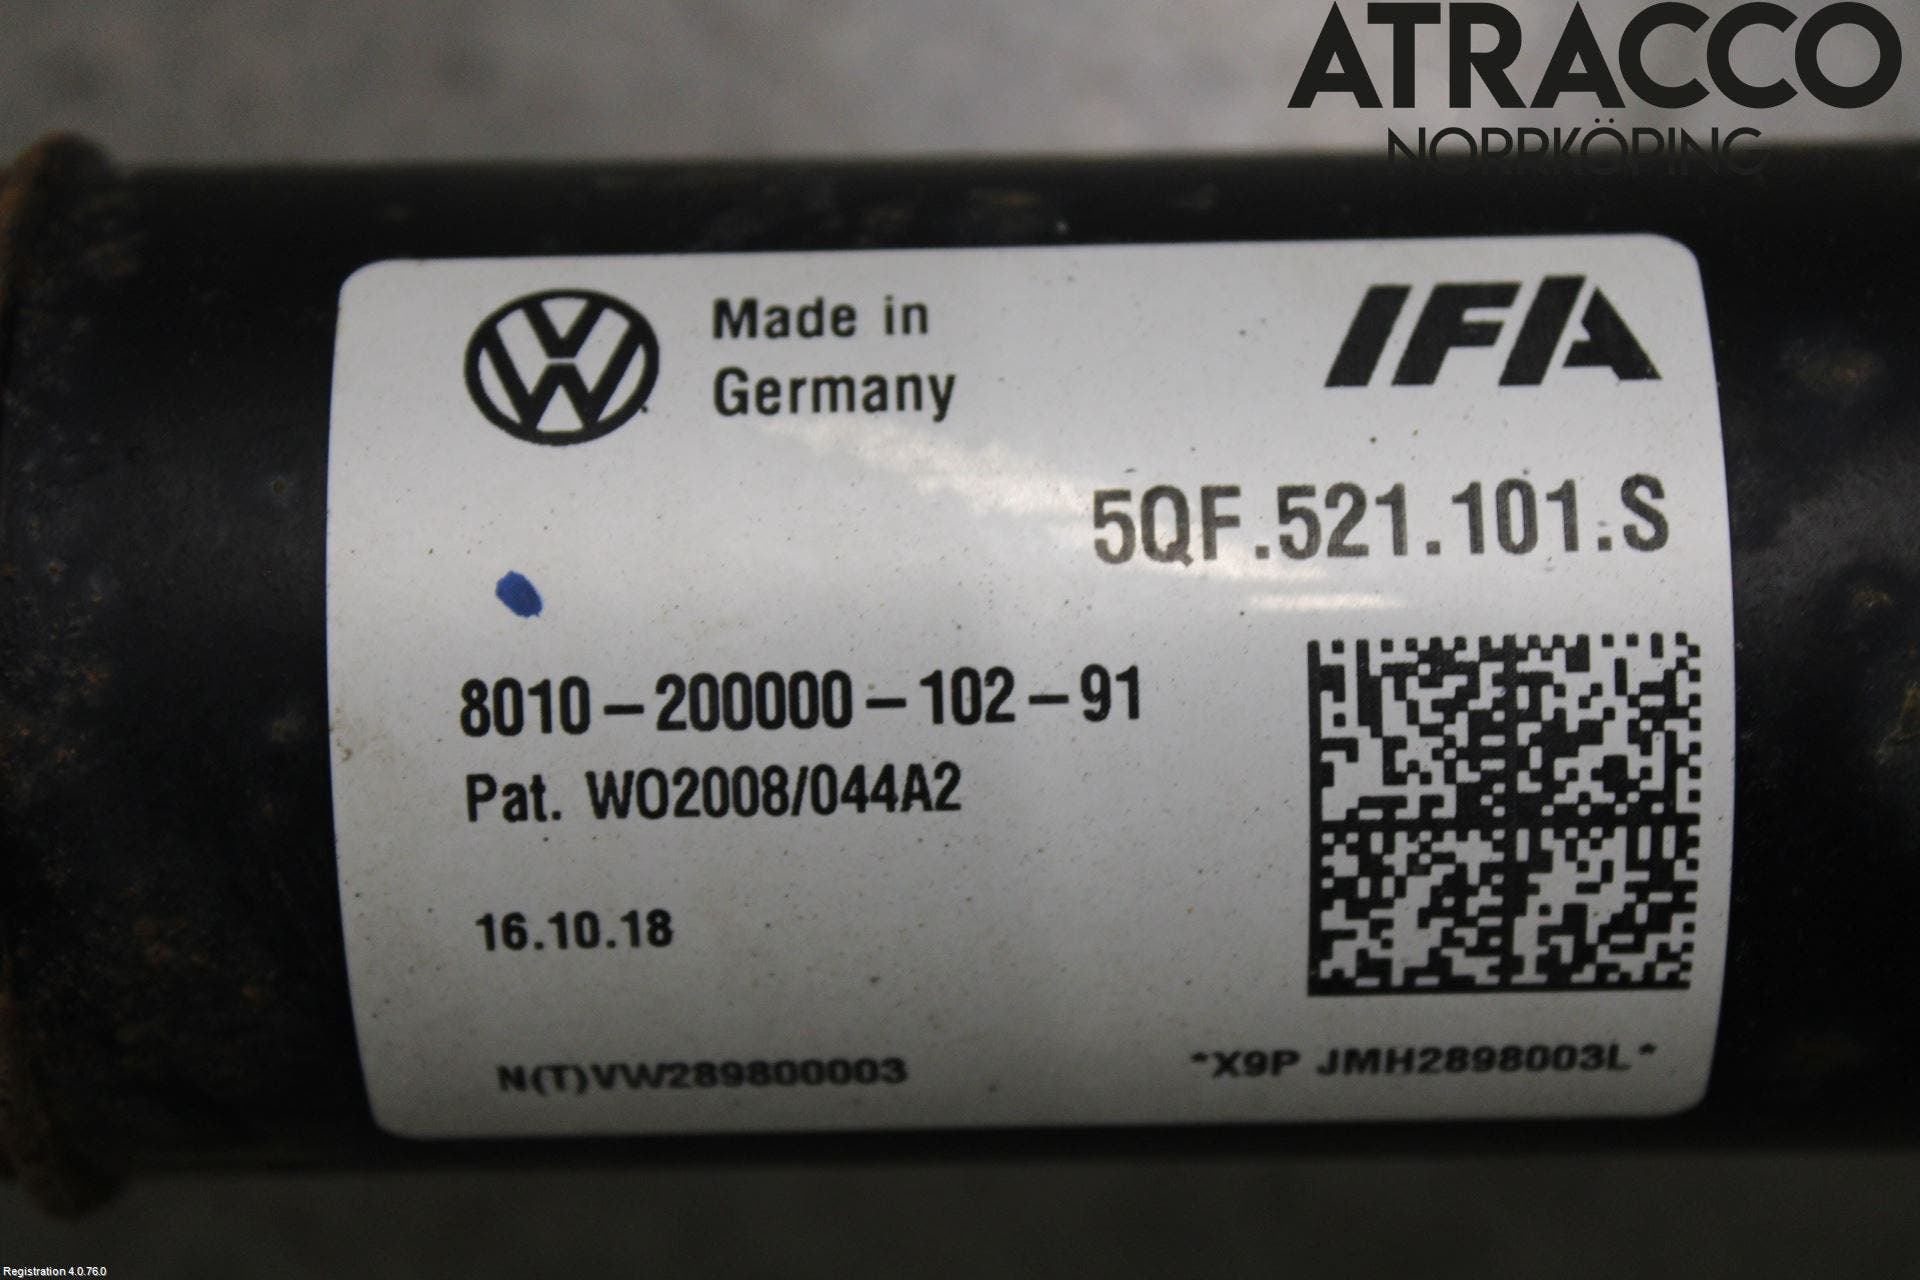 ATRACCO
NORRKÖPING
Made in
Germany
IFA
5QF.521.101.S
8010-200000-102-91
Pat. WO2008/044A2
16.10.18
N(T)VW289800003
*X9P JMH2898003L*
Registration 4.0.76.0